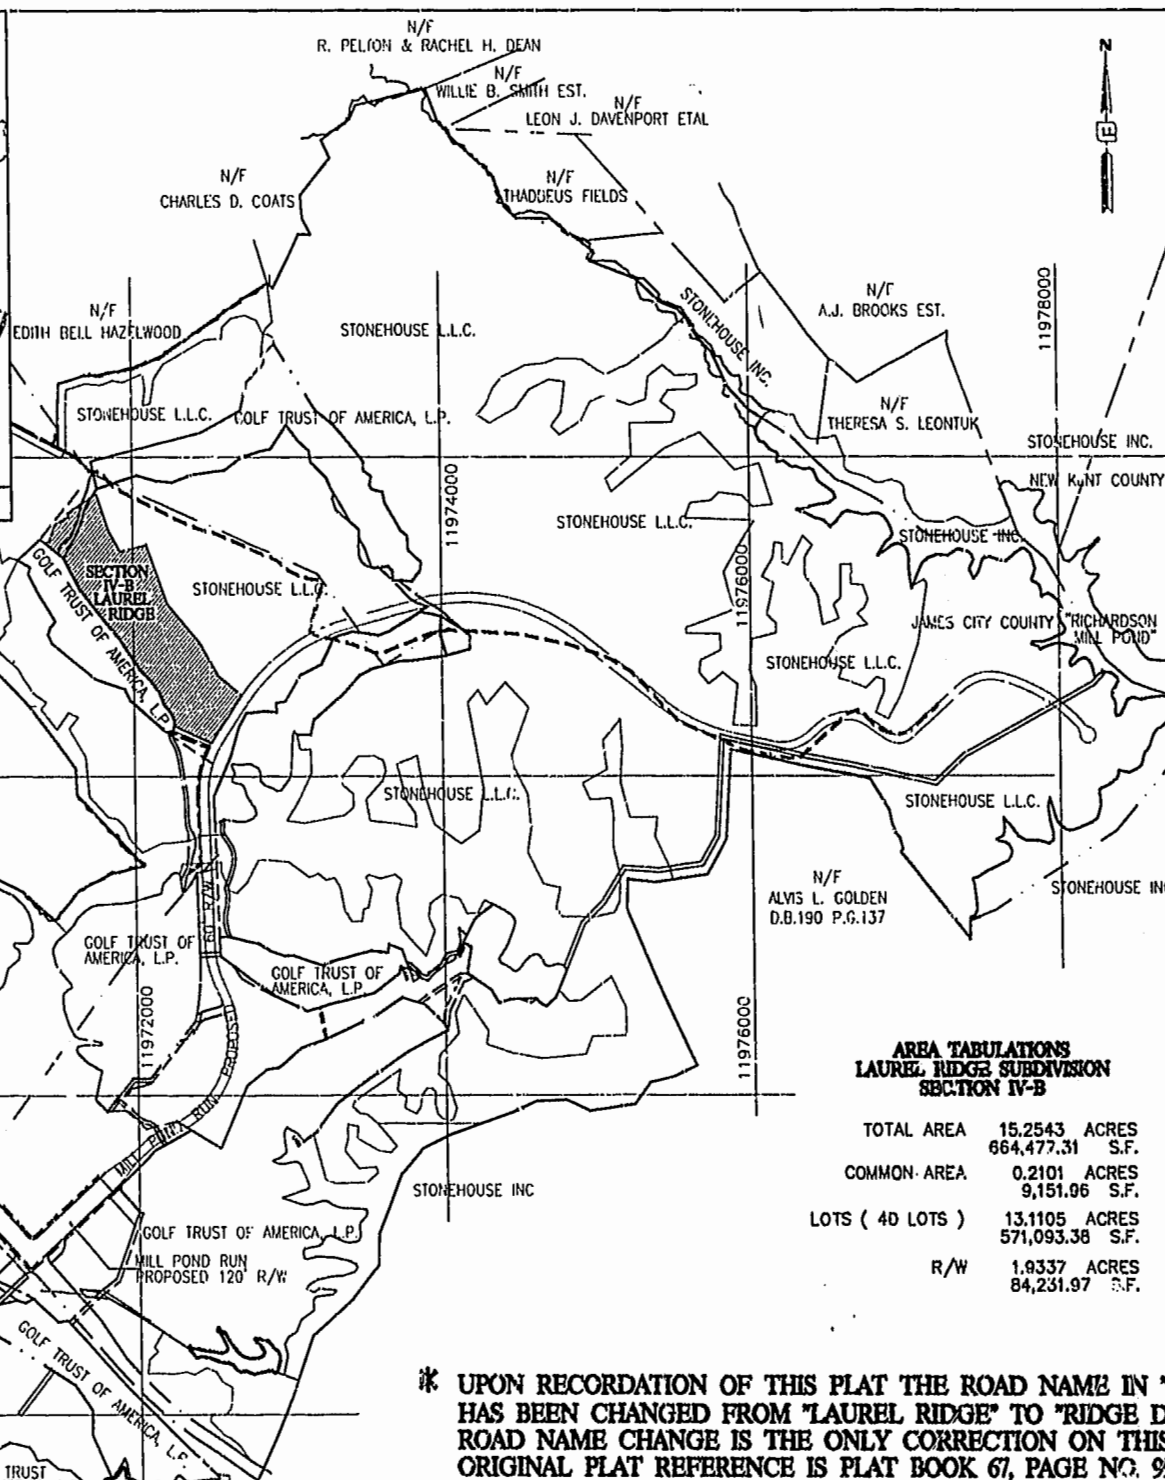 N/F
R. PELTON & RACHEL H. DEAN
N/F
WILLIE B. SMITH EST.
N/F
LEON J. DAVENPORT ETAL
N
N/F
CHARLES D. COATS
N/F
THADDEUS FIELDS
N/F
EDITH BELL HAZELWOOD
STONEHOUSE L.L.C.
STONEHOUSE INC.
N/F
A.J. BROOKS EST.
11978000
STONEHOUSE L.L.C.
GOLF TRUST OF AMERICA, L.P.
N/F
THERESA S. LEONTUK
STONEHOUSE INC.
NEW KENT COUNTY
11974000
STONEHOUSE L.L.C.
11976000
STONEHOUSE INC.
GOLF TRUST OF AMERICA, L.P.
SECTION
IV-B
LAUREL
RIDGE
STONEHOUSE L.L.C.
JAMES CITY COUNTY
"RICHARDSON
MILL POND"
STONEHOUSE L.L.C.
STONEHOUSE L.L.C.
STONEHOUSE L.L.C.
N/F
ALVIS L. GOLDEN
D.B.190 P.G.137
STONEHOUSE INC
60' R/W
GOLF TRUST OF
AMERICA, L.P.
GOLF TRUST OF
AMERICA, L.P.
11972000
PROPOSED
11976000
MILL POND RUN
AREA TABULATIONS
LAUREL RIDGE SUBDIVISION
SECTION IV-B
TOTAL AREA 15.2543 ACRES
664,477.31 S.F.
COMMON AREA 0.2101 ACRES
9,151.96 S.F.
LOTS ( 40 LOTS ) 13.1105 ACRES
571,093.38 S.F.
R/W 1.9337 ACRES
84,231.97 S.F.
STONEHOUSE INC
GOLF TRUST OF AMERICA, L.P.
MILL POND RUN
PROPOSED 120' R/W
GOLF TRUST OF AMERICA, L.P.
TRUST
* UPON RECORDATION OF THIS PLAT THE ROAD NAME IN "
HAS BEEN CHANGED FROM "LAUREL RIDGE" TO "RIDGE D
ROAD NAME CHANGE IS THE ONLY CORRECTION ON THIS
ORIGINAL PLAT REFERENCE IS PLAT BOOK 67, PAGE NO. 9